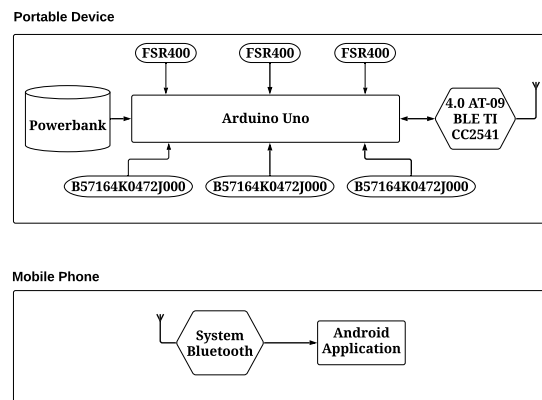 Portable Device
FSR400
FSR400
FSR400
Powerbank
Arduino Uno
4.0 AT-09
BLE TI
CC2541
B57164K0472J000
B57164K0472J000
B57164K0472J000
Mobile Phone
System
Bluetooth
Android
Application